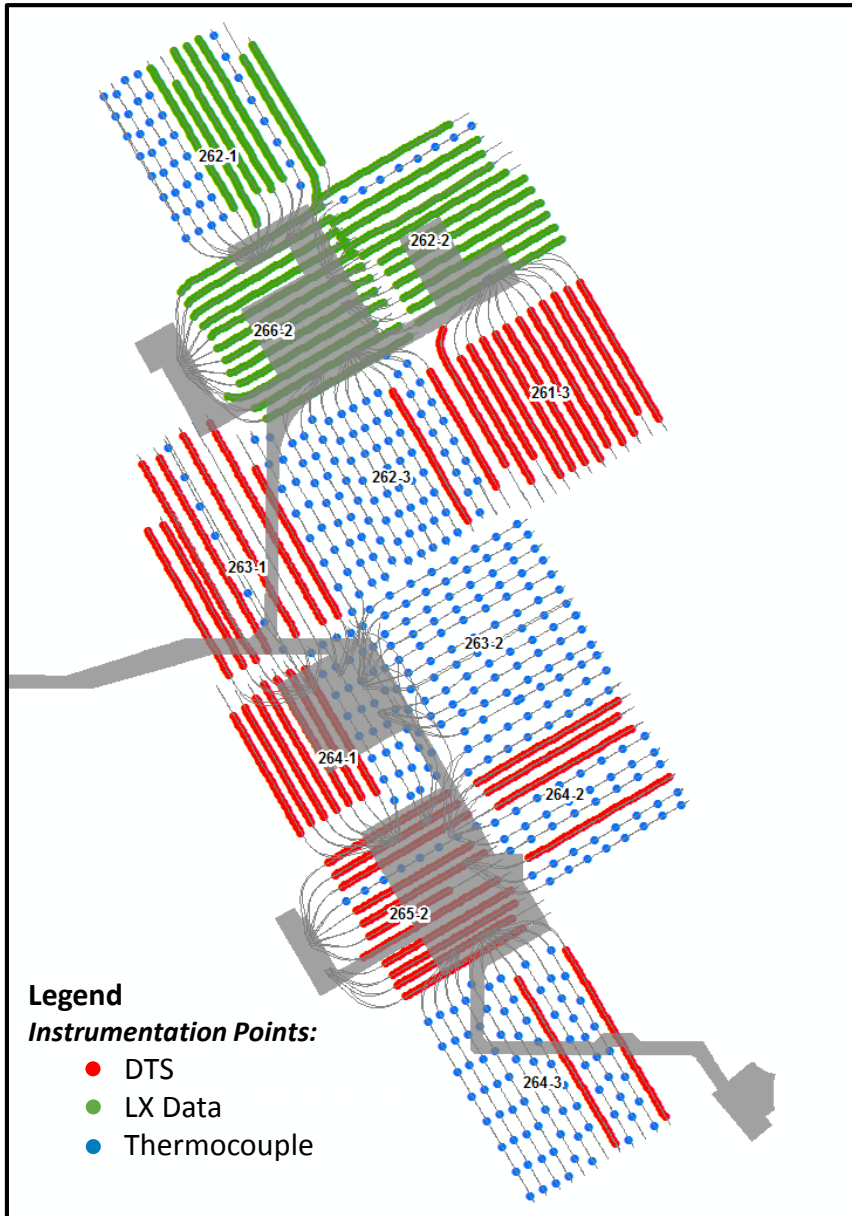 262-1
262-2
266-2
261-3
262-3
263-1
263-2
264-1
264-2
265-2
264-3
Legend
Instrumentation Points:
DTS
LX Data
Thermocouple